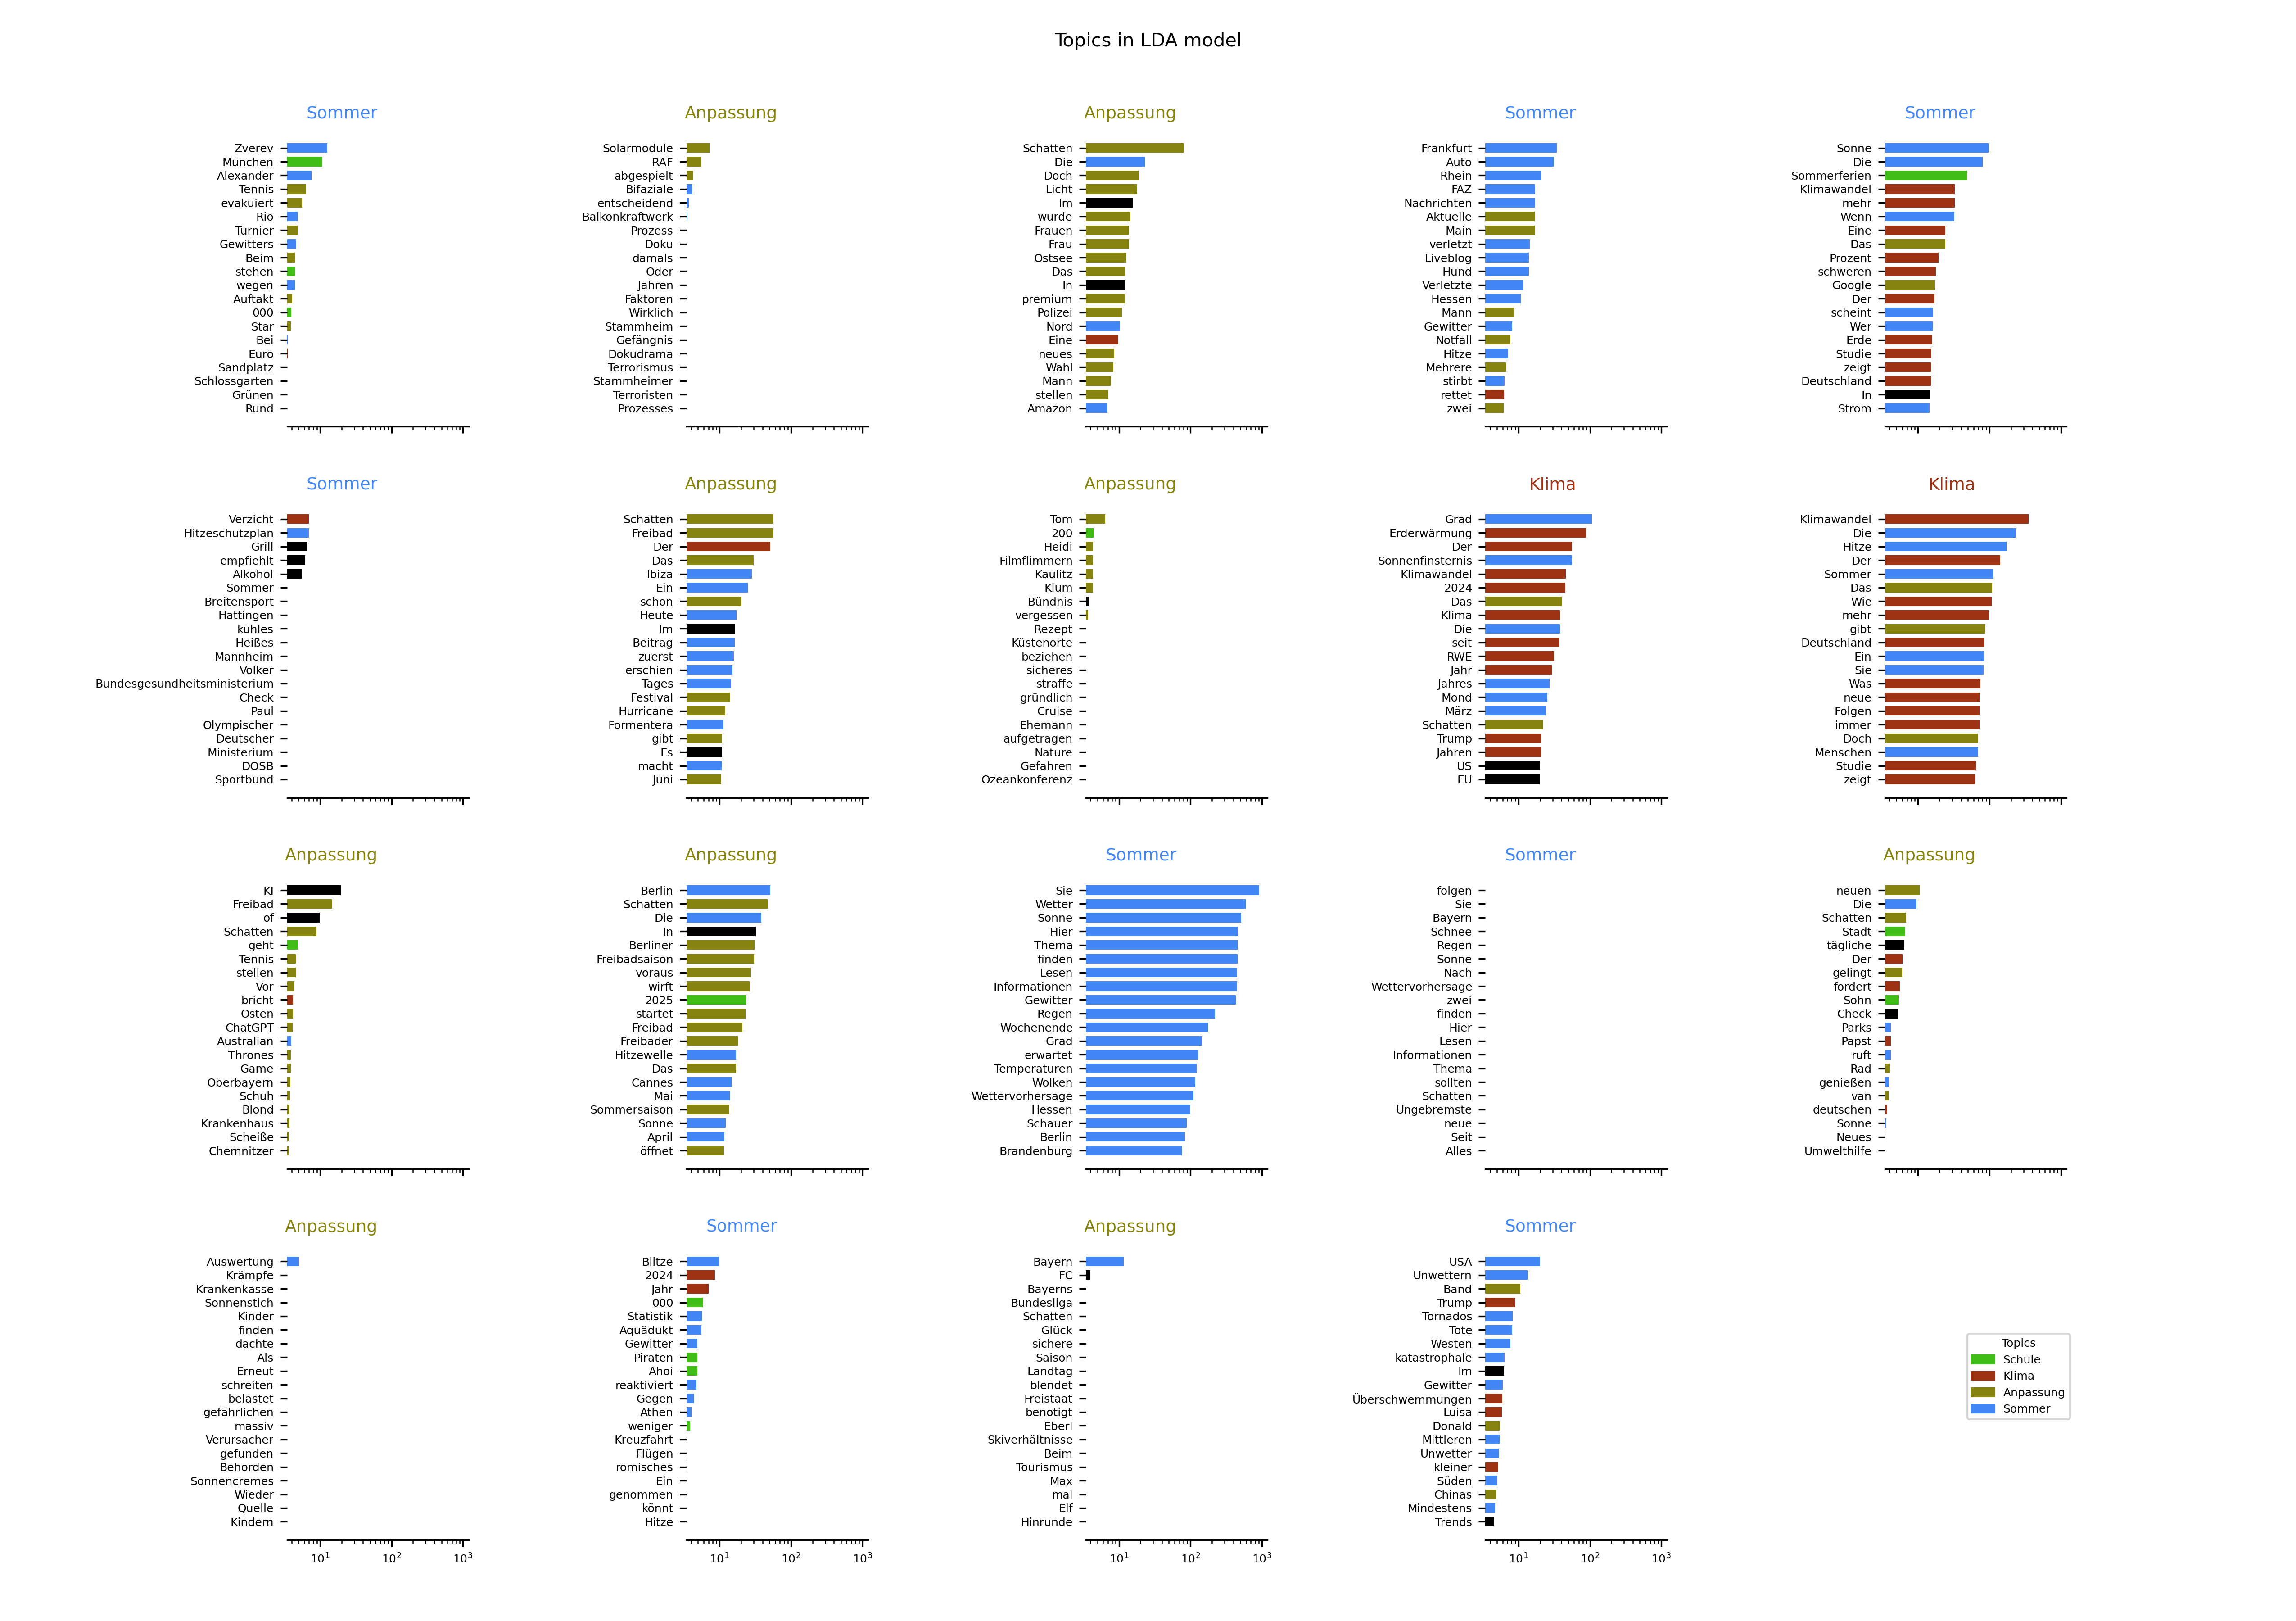 Topics in LDA model
Sommer
Zverev
München
Alexander
Tennis
evakuiert
Rio
Turnier
Gewitters
Beim
stehen
wegen
Auftakt
000
Star
Bei
Euro
Sandplatz
Schlossgarten
Grünen
Rund
Anpassung
Solarmodule
RAF
abgespielt
Bifaziale
entscheidend
Balkonkraftwerk
Prozess
Doku
damals
Oder
Jahren
Faktoren
Wirklich
Stammheim
Gefängnis
Dokudrama
Terrorismus
Stammheimer
Terroristen
Prozesses
Anpassung
Schatten
Die
Doch
Licht
Im
wurde
Frauen
Frau
Ostsee
Das
In
premium
Polizei
Nord
Eine
neues
Wahl
Mann
stellen
Amazon
Sommer
Frankfurt
Auto
Rhein
FAZ
Nachrichten
Aktuelle
Main
verletzt
Liveblog
Hund
Verletzte
Hessen
Mann
Gewitter
Notfall
Hitze
Mehrere
stirbt
rettet
zwei
Sommer
Sonne
Die
Sommerferien
Klimawandel
mehr
Wenn
Eine
Das
Prozent
schweren
Google
Der
scheint
Wer
Erde
Studie
zeigt
Deutschland
In
Strom
Sommer
Verzicht
Hitzeschutzplan
Grill
empfiehlt
Alkohol
Sommer
Breitensport
Hattingen
kühles
Heißes
Mannheim
Volker
Bundesgesundheitsministerium
Check
Paul
Olympischer
Deutscher
Ministerium
DOSB
Sportbund
Anpassung
Schatten
Freibad
Der
Das
Ibiza
Ein
schon
Heute
Im
Beitrag
zuerst
erschien
Tages
Festival
Hurricane
Formentera
gibt
Es
macht
Juni
Anpassung
Tom
200
Heidi
Filmflimmern
Kaulitz
Klum
Bündnis
vergessen
Rezept
Küstenorte
beziehen
sicheres
straffe
gründlich
Cruise
Ehemann
aufgetragen
Nature
Gefahren
Ozeankonferenz
Klima
Grad
Erderwärmung
Der
Sonnenfinsternis
Klimawandel
2024
Das
Klima
Die
seit
RWE
Jahr
Jahres
Mond
März
Schatten
Trump
Jahren
US
EU
Klima
Klimawandel
Die
Hitze
Der
Sommer
Das
Wie
mehr
gibt
Deutschland
Ein
Sie
Was
neue
Folgen
immer
Doch
Menschen
Studie
zeigt
Anpassung
KI
Freibad
of
Schatten
geht
Tennis
stellen
Vor
bricht
Osten
ChatGPT
Australian
Thrones
Game
Oberbayern
Schuh
Blond
Krankenhaus
Scheiße
Chemnitzer
Anpassung
Berlin
Schatten
Die
In
Berliner
Freibadsaison
voraus
wirft
2025
startet
Freibad
Freibäder
Hitzewelle
Das
Cannes
Mai
Sommersaison
Sonne
April
öffnet
Sommer
Sie
Wetter
Sonne
Hier
Thema
finden
Lesen
Informationen
Gewitter
Regen
Wochenende
Grad
erwartet
Temperaturen
Wolken
Wettervorhersage
Hessen
Schauer
Berlin
Brandenburg
Sommer
folgen
Sie
Bayern
Schnee
Regen
Sonne
Nach
Wettervorhersage
zwei
finden
Hier
Lesen
Informationen
Thema
sollten
Schatten
Ungebremste
neue
Seit
Alles
Anpassung
neuen
Die
Schatten
Stadt
tägliche
Der
gelingt
fordert
Sohn
Check
Parks
Papst
ruft
Rad
genießen
van
deutschen
Sonne
Neues
Umwelthilfe
Anpassung
Auswertung
Krämpfe
Krankenkasse
Sonnenstich
Kinder
finden
dachte
Als
Erneut
schreiten
belastet
gefährlichen
massiv
Verursacher
gefunden
Behörden
Sonnencremes
Wieder
Quelle
Kindern
10¹ 10² 10³
Sommer
Blitze
2024
Jahr
000
Statistik
Aquädukt
Gewitter
Piraten
Ahoi
reaktiviert
Gegen
Athen
weniger
Kreuzfahrt
Flügen
römisches
Ein
genommen
könnt
Hitze
10¹ 10² 10³
Anpassung
Bayern
FC
Bayerns
Bundesliga
Schatten
Glück
sichere
Saison
Landtag
blendet
Freistaat
benötigt
Eberl
Skiverhältnisse
Beim
Tourismus
Max
mal
Elf
Hinrunde
10¹ 10² 10³
Sommer
USA
Unwettern
Band
Trump
Tornados
Tote
Westen
katastrophale
Im
Gewitter
Überschwemmungen
Luisa
Donald
Mittleren
Unwetter
kleiner
Süden
Chinas
Mindestens
Trends
10¹ 10² 10³
Topics
Schule
Klima
Anpassung
Sommer